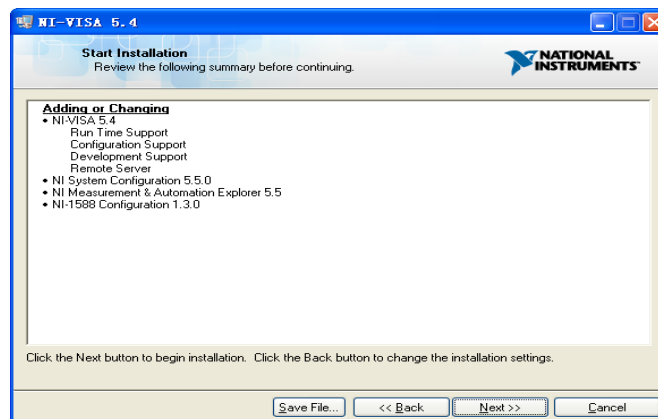 NI-VISA 5.4
Start Installation
Review the following summary before continuing.
NATIONAL
INSTRUMENTS
Adding or Changing
• NI-VISA 5.4
Run Time Support
Configuration Support
Development Support
Remote Server
• NI System Configuration 5.5.0
• NI Measurement & Automation Explorer 5.5
• NI-1588 Configuration 1.3.0
Click the Next button to begin installation. Click the Back button to change the installation settings.
Save File... << Back Next >> Cancel